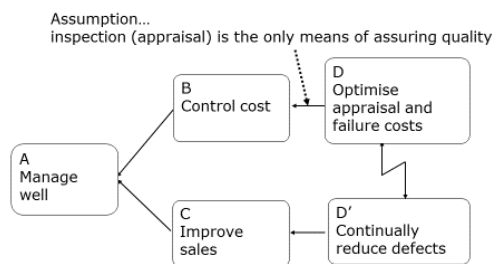 Assumption...
inspection (appraisal) is the only means of assuring quality
D
Optimise
appraisal and
failure costs
B
Control cost
A
Manage
well
C
Improve
sales
D’
Continually
reduce defects